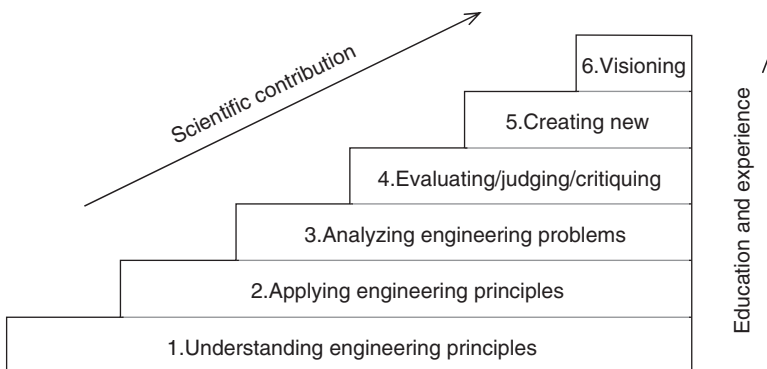 Scientific contribution
6.Visioning
5.Creating new
4.Evaluating/judging/critiquing
3.Analyzing engineering problems
2.Applying engineering principles
1.Understanding engineering principles
Education and experience